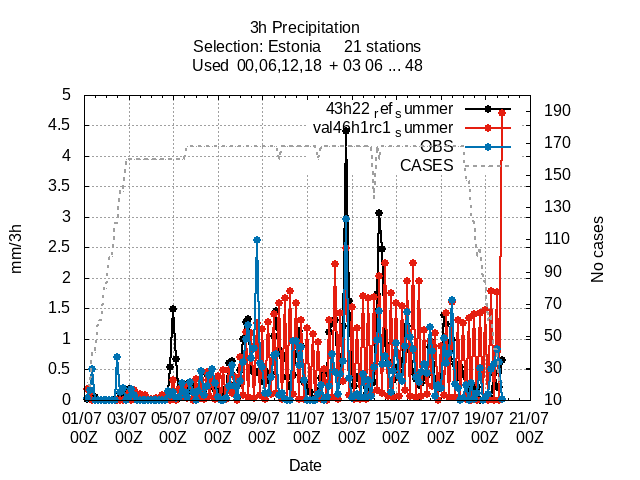 3h Precipitation
Selection: Estonia 21 stations
Used 00,06,12,18 + 03 06 ... 48
43h22_ref_summer
val46h1rc1_summer
OBS
CASES
mm/3h
5
4.5
4
3.5
3
2.5
2
1.5
1
0.5
0
No cases
190
170
150
130
110
90
70
50
30
10
01/07 03/07 05/07 07/07 09/07 11/07 13/07 15/07 17/07 19/07 21/07
00Z 00Z 00Z 00Z 00Z 00Z 00Z 00Z 00Z 00Z 00Z
Date